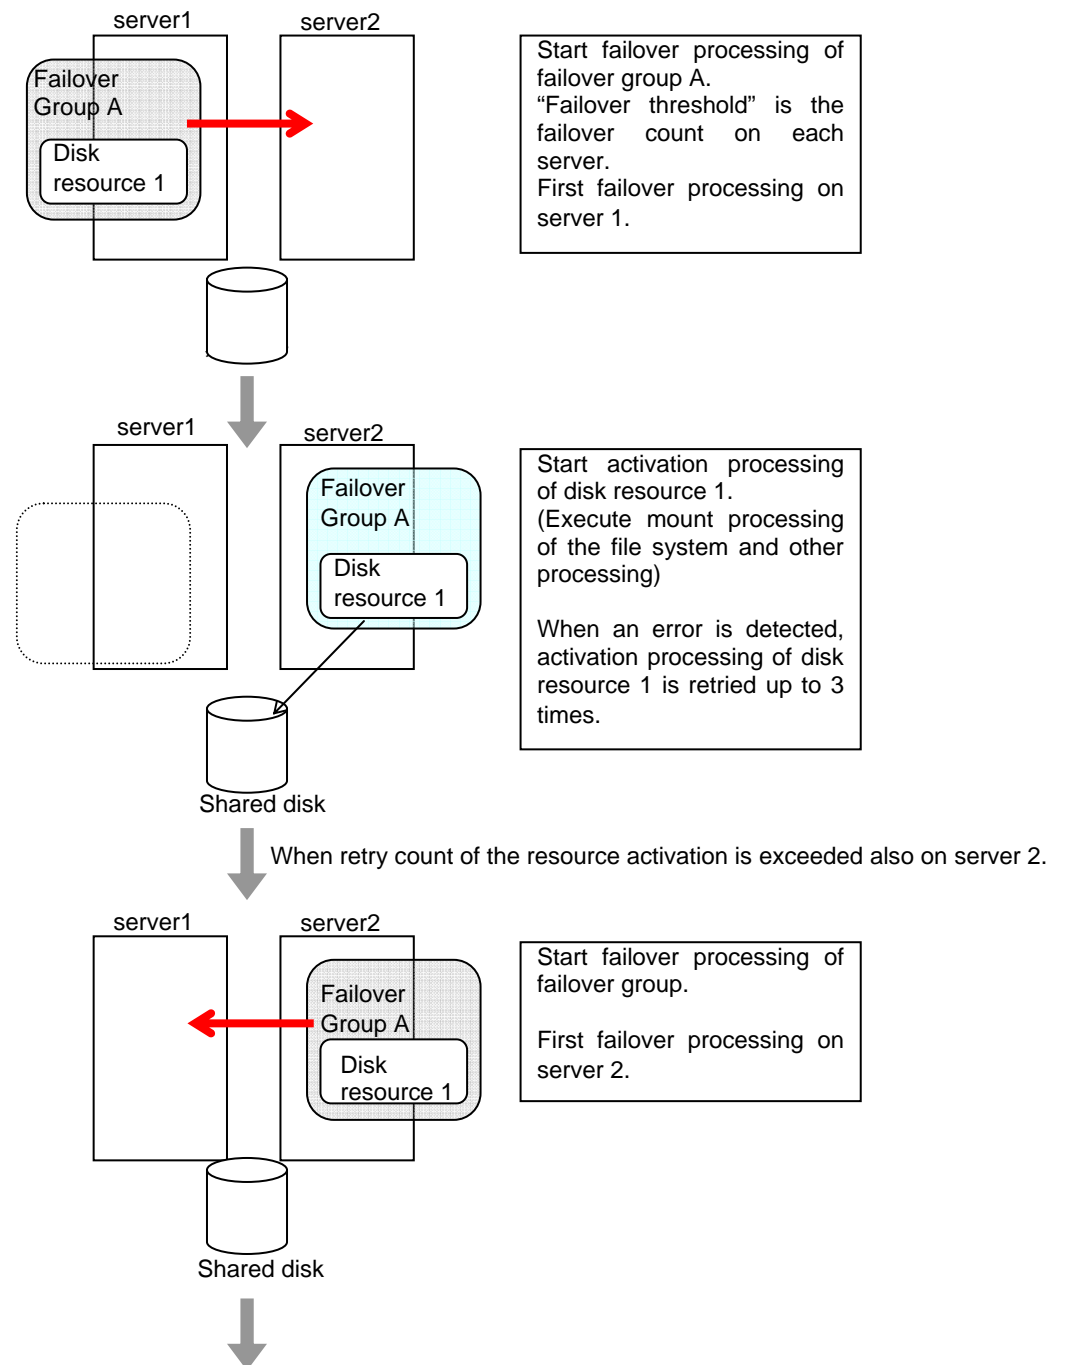 server1
server2
Failover
Group A
Disk
resource 1
Start failover processing of
failover group A.
“Failover threshold” is the
failover count on each
server.
First failover processing on
server 1.
server1
server2
Failover
Group A
Disk
resource 1
Shared disk
Start activation processing
of disk resource 1.
(Execute mount processing
of the file system and other
processing)
When an error is detected,
activation processing of disk
resource 1 is retried up to 3
times.
When retry count of the resource activation is exceeded also on server 2.
server1
server2
Failover
Group A
Disk
resource 1
Shared disk
Start failover processing of
failover group.
First failover processing on
server 2.